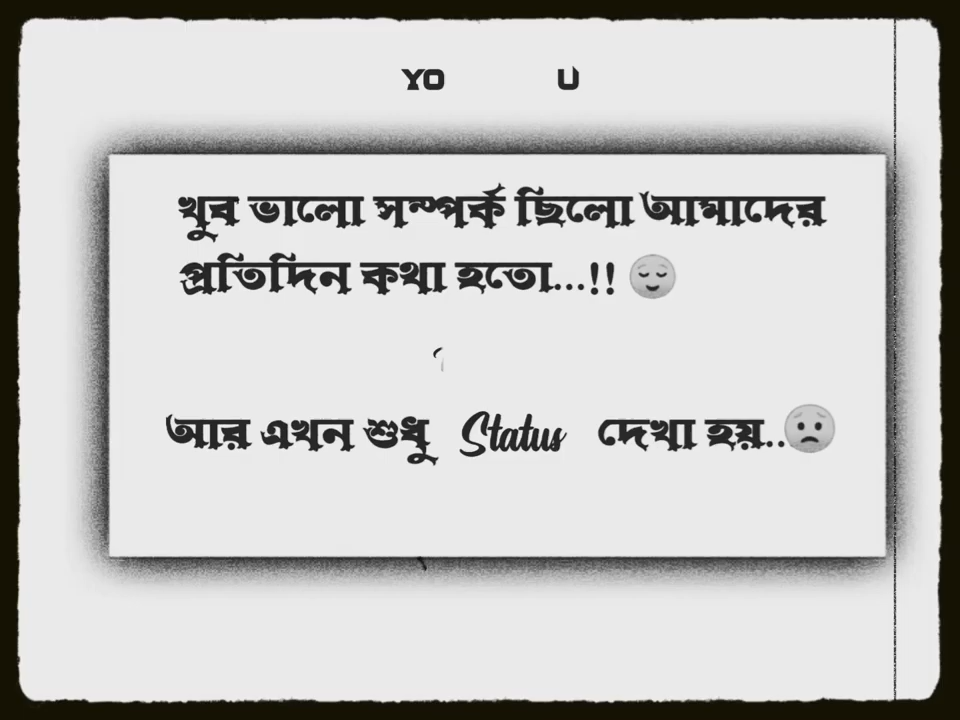 YO U
খুব ভালো সম্পর্ক ছিলো আমাদের
প্রতিদিন কথা হতো...!! 😌
আর এখন শুধু Status দেখা হয়..😟